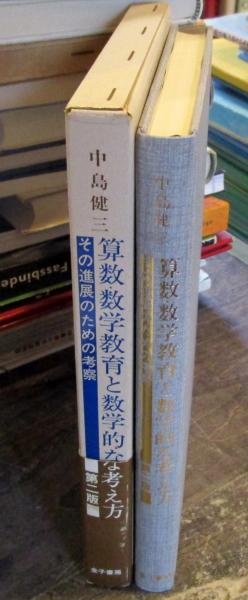 中島健三
算数数学教育と数学的な考え方
その進展のための考察
第二版
金子書房
中島健三
算数数学教育と数学的な考え方
Fassbinder